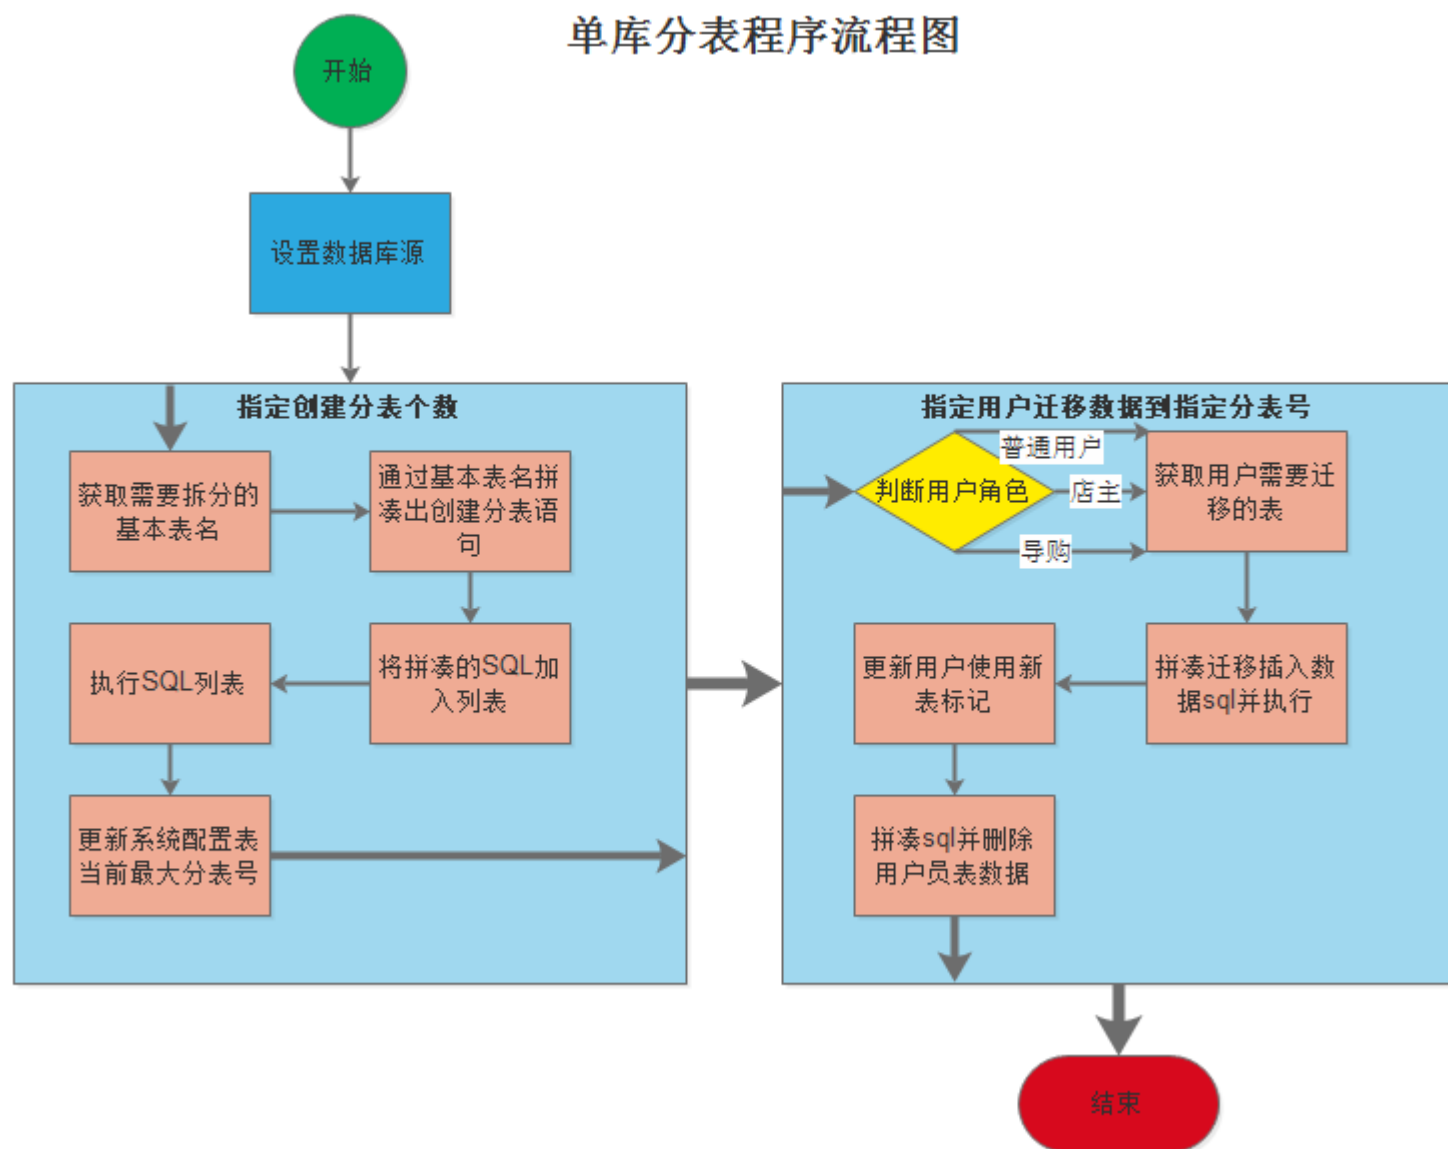 单库分表程序流程图
开始
设置数据库源
指定创建分表个数
获取需要拆分的
基本表名
通过基本表名拼
凑出创建分表语
句
将拼凑的SQL加
入列表
执行SQL列表
更新系统配置表
当前最大分表号
指定用户迁移数据到指定分表号
判断用户角色
普通用户
店主
导购
获取用户需要迁
移的表
拼凑迁移插入数
据sql并执行
更新用户使用新
表标记
拼凑sql并删除
用户员表数据
结束